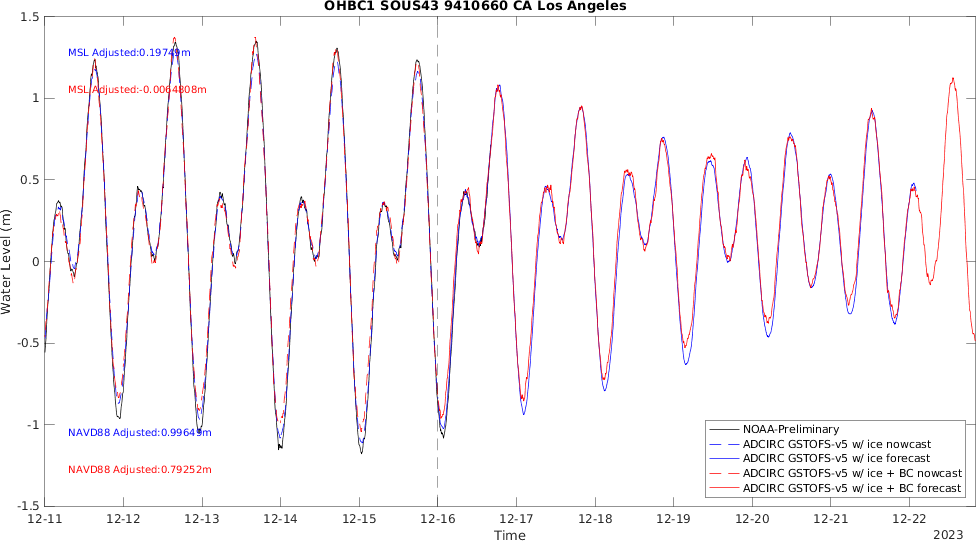 OHBC1 SOUS43 9410660 CA Los Angeles
1.5
MSL Adjusted:0.19749m
MSL Adjusted:-0.0064808m
1
0.5
Water Level (m)
0
-0.5
-1
NAVD88 Adjusted:0.99649m
NAVD88 Adjusted:0.79252m
-1.5
NOAA-Preliminary
ADCIRC GSTOFS-v5 w/ ice nowcast
ADCIRC GSTOFS-v5 w/ ice forecast
ADCIRC GSTOFS-v5 w/ ice + BC nowcast
ADCIRC GSTOFS-v5 w/ ice + BC forecast
12-11 12-12 12-13 12-14 12-15 12-16 12-17 12-18 12-19 12-20 12-21 12-22
Time
2023